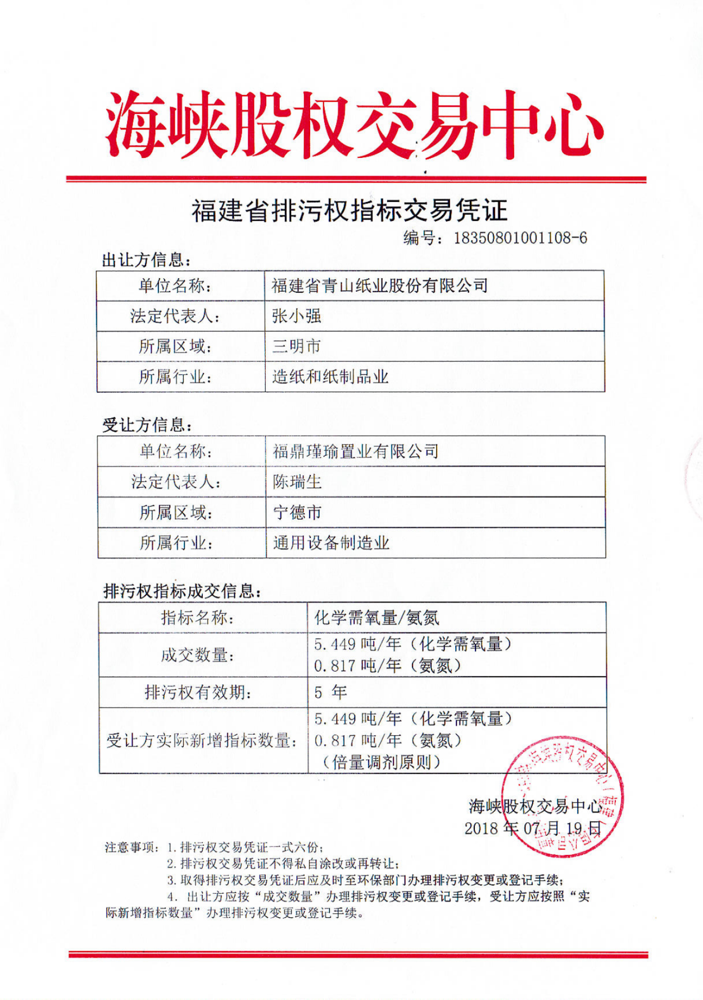 海峡股权交易中心
福建省排污权指标交易凭证
编号：18350801001108-6
出让方信息：
单位名称： 福建省青山纸业股份有限公司
法定代表人： 张小强
所属区域： 三明市
所属行业： 造纸和纸制品业
受让方信息：
单位名称： 福鼎瑾瑜置业有限公司
法定代表人： 陈瑞生
所属区域： 宁德市
所属行业： 通用设备制造业
排污权指标成交信息：
指标名称： 化学需氧量/氨氮
成交数量： 5.449 吨/年（化学需氧量）
0.817 吨/年（氨氮）
排污权有效期： 5 年
受让方实际新增指标数量： 5.449 吨/年（化学需氧量）
0.817 吨/年（氨氮）
（倍量调剂原则）
海峡股权交易中心
2018 年 07 月 19 日
注意事项：1.排污权交易凭证一式六份；
2.排污权交易凭证不得私自涂改或再转让；
3.取得排污权交易凭证后应及时至环保部门办理排污权变更或登记手续；
4. 出让方应按“成交数量”办理排污权变更或登记手续，受让方应按照“实
际新增指标数量”办理排污权变更或登记手续。